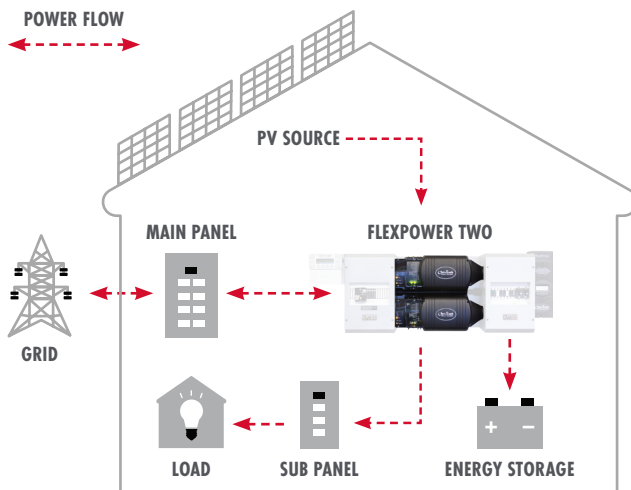 POWER FLOW
PV SOURCE
MAIN PANEL
FLEXPOWER TWO
GRID
LOAD
SUB PANEL
ENERGY STORAGE
+ −